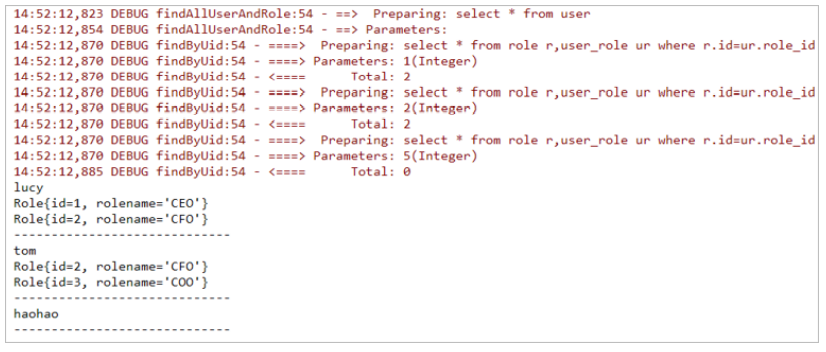 14:52:12,823 DEBUG findAllUserAndRole:54 - ==>  Preparing: select * from user
14:52:12,854 DEBUG findAllUserAndRole:54 - ==> Parameters:
14:52:12,870 DEBUG findByUid:54 - ====>  Preparing: select * from role r,user_role ur where r.id=ur.role_id
14:52:12,870 DEBUG findByUid:54 - ====> Parameters: 1(Integer)
14:52:12,870 DEBUG findByUid:54 - <====      Total: 2
14:52:12,870 DEBUG findByUid:54 - ====>  Preparing: select * from role r,user_role ur where r.id=ur.role_id
14:52:12,870 DEBUG findByUid:54 - ====> Parameters: 2(Integer)
14:52:12,870 DEBUG findByUid:54 - <====      Total: 2
14:52:12,870 DEBUG findByUid:54 - ====>  Preparing: select * from role r,user_role ur where r.id=ur.role_id
14:52:12,870 DEBUG findByUid:54 - ====> Parameters: 5(Integer)
14:52:12,885 DEBUG findByUid:54 - <====      Total: 0
lucy
Role{id=1, rolename='CEO'}
Role{id=2, rolename='CFO'}
----------------------------
tom
Role{id=2, rolename='CFO'}
Role{id=3, rolename='COO'}
----------------------------
haohao
----------------------------